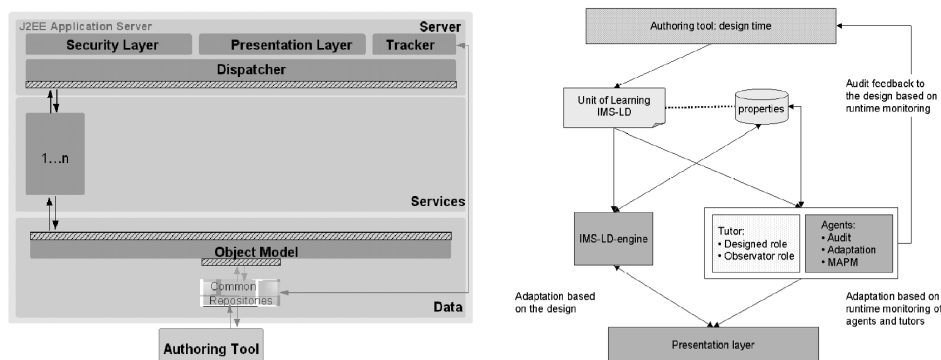 J2EE Application Server
Server
Security Layer
Presentation Layer
Tracker
Dispatcher
1...n
Services
Object Model
Common
Repositories
Data
Authoring Tool
Authoring tool: design time
Unit of Learning
IMS-LD
properties
Audit feedback to
the design based on
runtime monitoring
IMS-LD-engine
Tutor:
• Designed role
• Observator role
Agents:
• Audit
• Adaptation
• MAPM
Adaptation based
on the design
Adaptation based on
runtime monitoring of
agents and tutors
Presentation layer